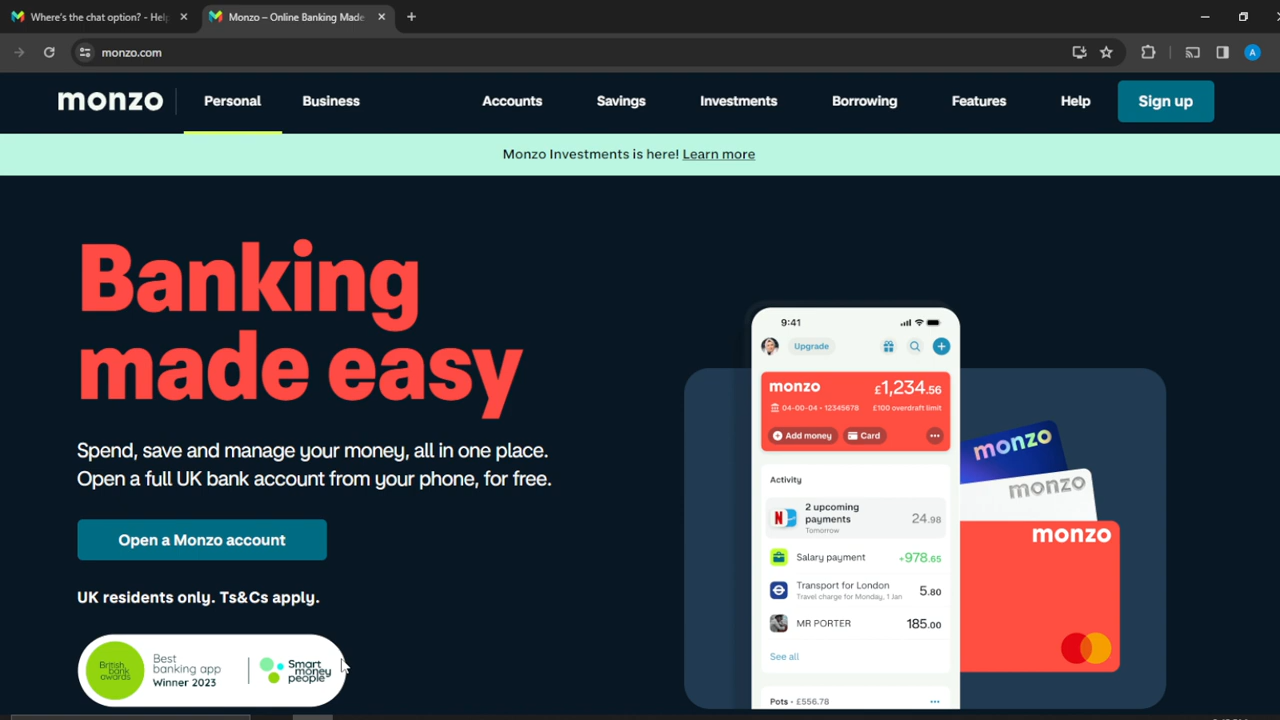 Where's the chat option? - Help
Monzo – Online Banking Made
monzo.com
A
monzo
Personal
Business
Accounts
Savings
Investments
Borrowing
Features
Help
Sign up
Monzo Investments is here! Learn more
Banking
made easy
Spend, save and manage your money, all in one place.
Open a full UK bank account from your phone, for free.
Open a Monzo account
UK residents only. Ts&Cs apply.
British
bank
awards
Best
banking app
Winner 2023
Smart
money
people
9:41
Upgrade
monzo
£1,234.56
04-00-04 • 12345678
£100 overdraft limit
Add money
Card
Activity
2 upcoming
payments
Tomorrow
24.98
Salary payment
+978.65
Transport for London
Travel charge for Monday, 1 Jan
5.80
MR PORTER
185.00
See all
Pots • £556.78
monzo
monzo
monzo